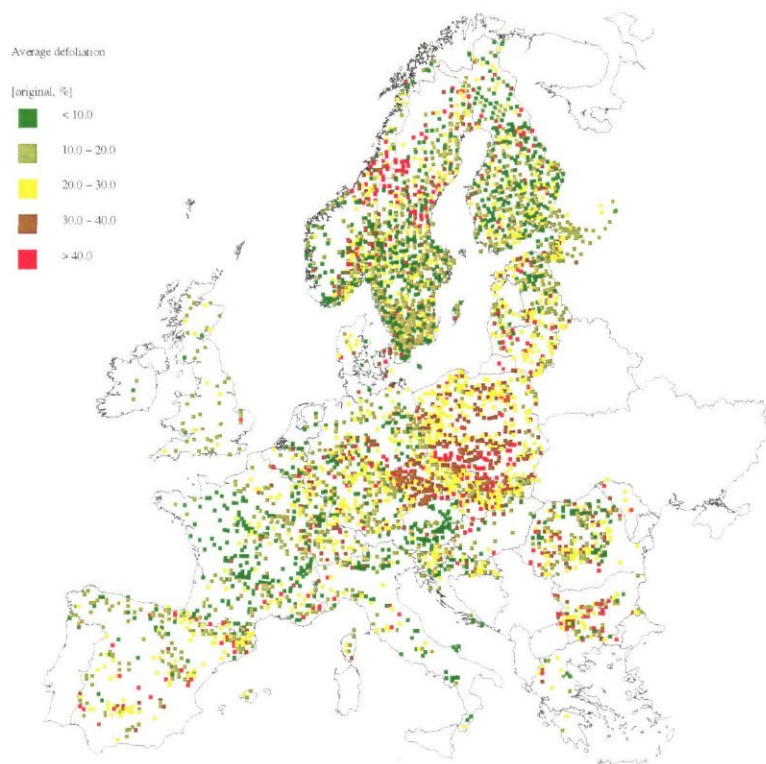 Average defoliation
[original, %]
< 10.0
10.0 – 20.0
20.0 – 30.0
30.0 – 40.0
> 40.0